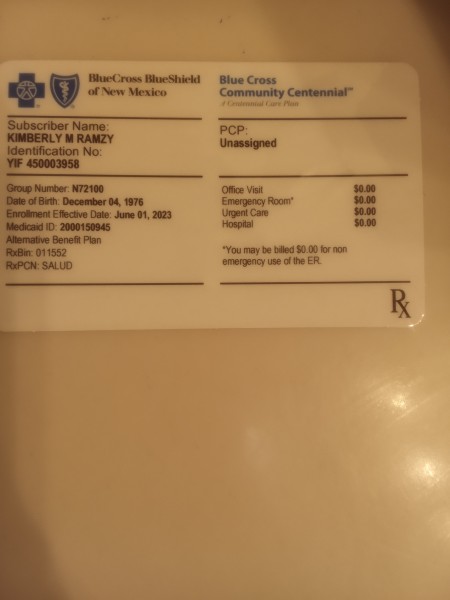 BlueCross BlueShield
of New Mexico
Blue Cross
Community Centennial℠
A Centennial Care Plan
Subscriber Name:
KIMBERLY M RAMZY
Identification No:
YIF 450003958
PCP:
Unassigned
Group Number: N72100
Date of Birth: December 04, 1976
Enrollment Effective Date: June 01, 2023
Medicaid ID: 2000150945
Alternative Benefit Plan
RxBin: 011552
RxPCN: SALUD
Office Visit $0.00
Emergency Room* $0.00
Urgent Care $0.00
Hospital $0.00
*You may be billed $0.00 for non
emergency use of the ER.
Rx